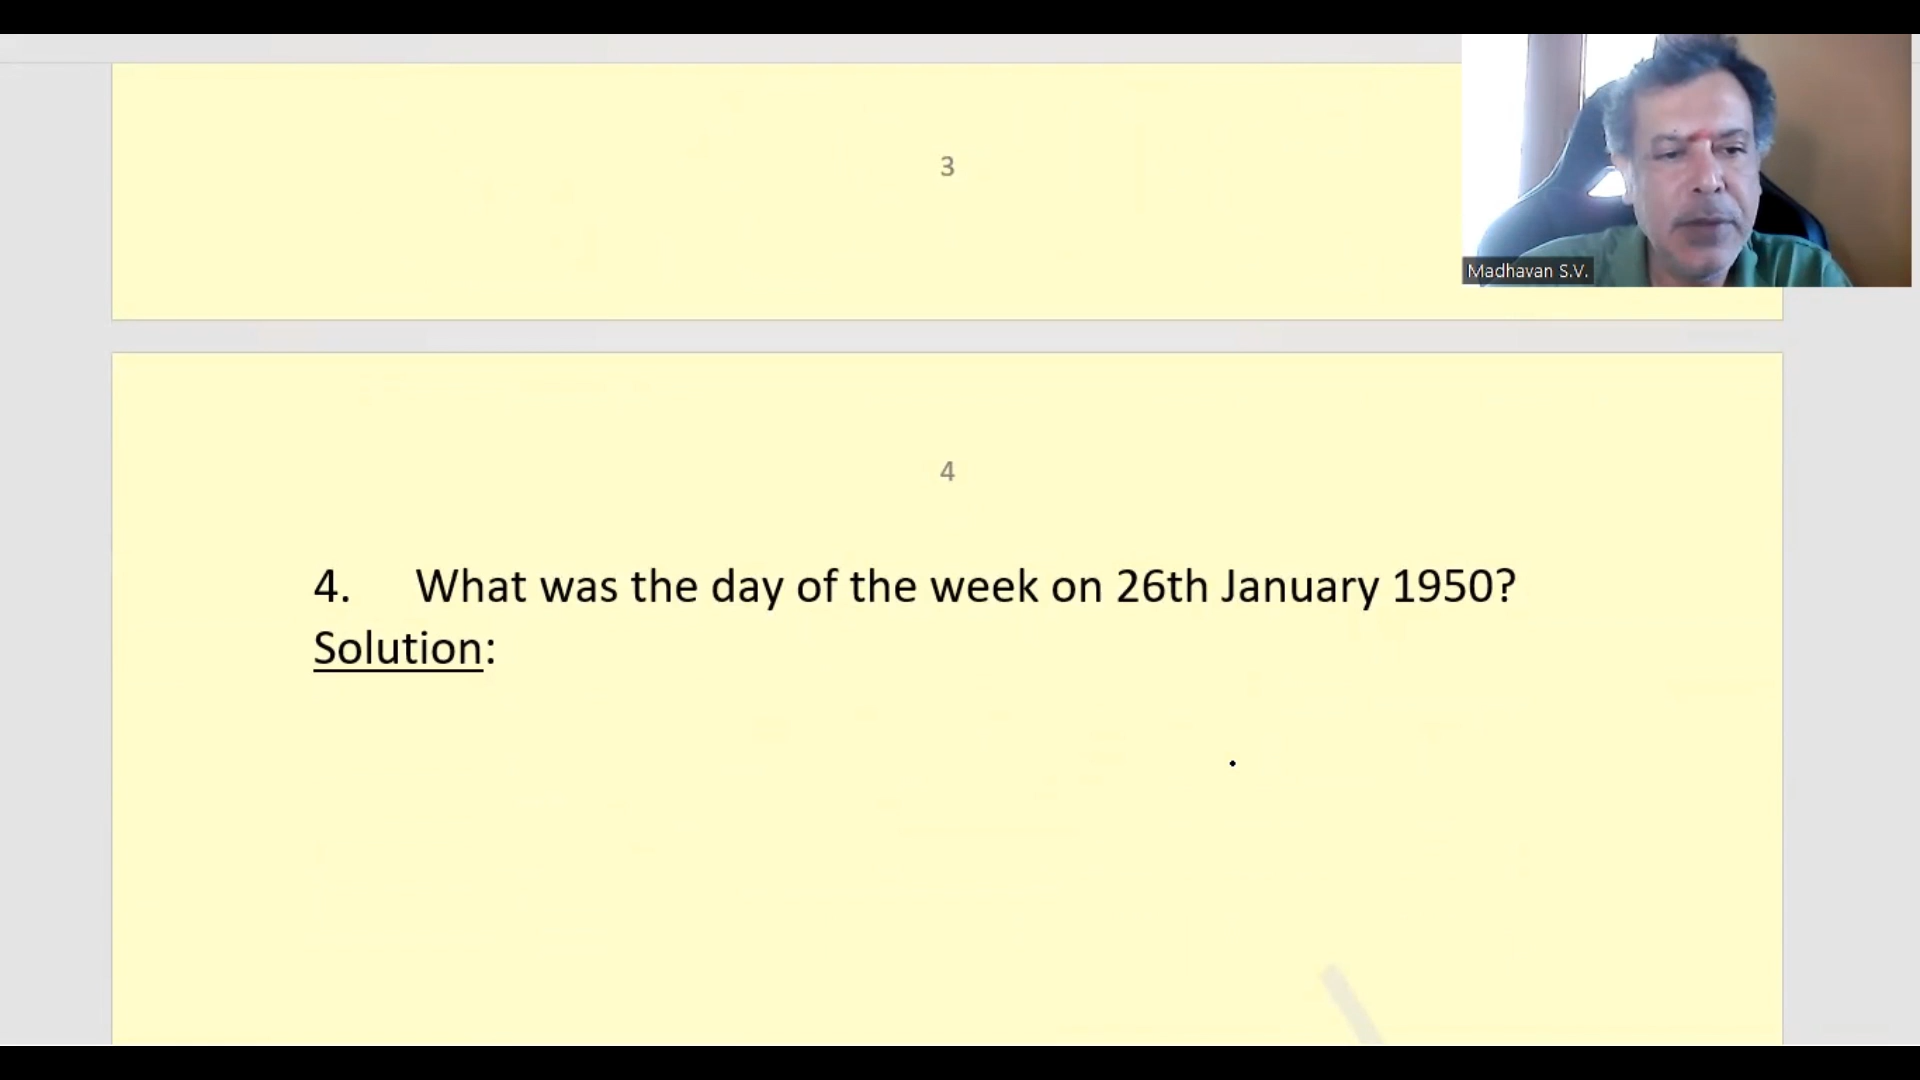 3
Madhavan S.V.
4
4. What was the day of the week on 26th January 1950?
Solution: